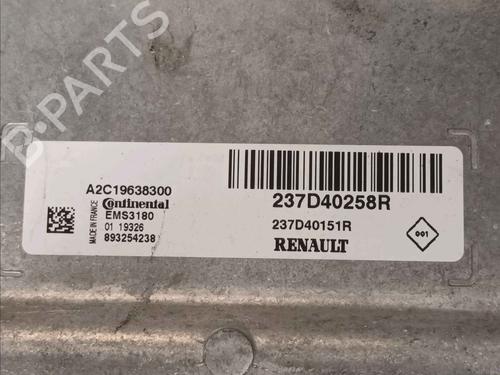 B-PARTS
A2C19638300
Continental
EMS3180
01 19326
893254238
MADE IN FRANCE
237D40258R
237D40151R
RENAULT
001